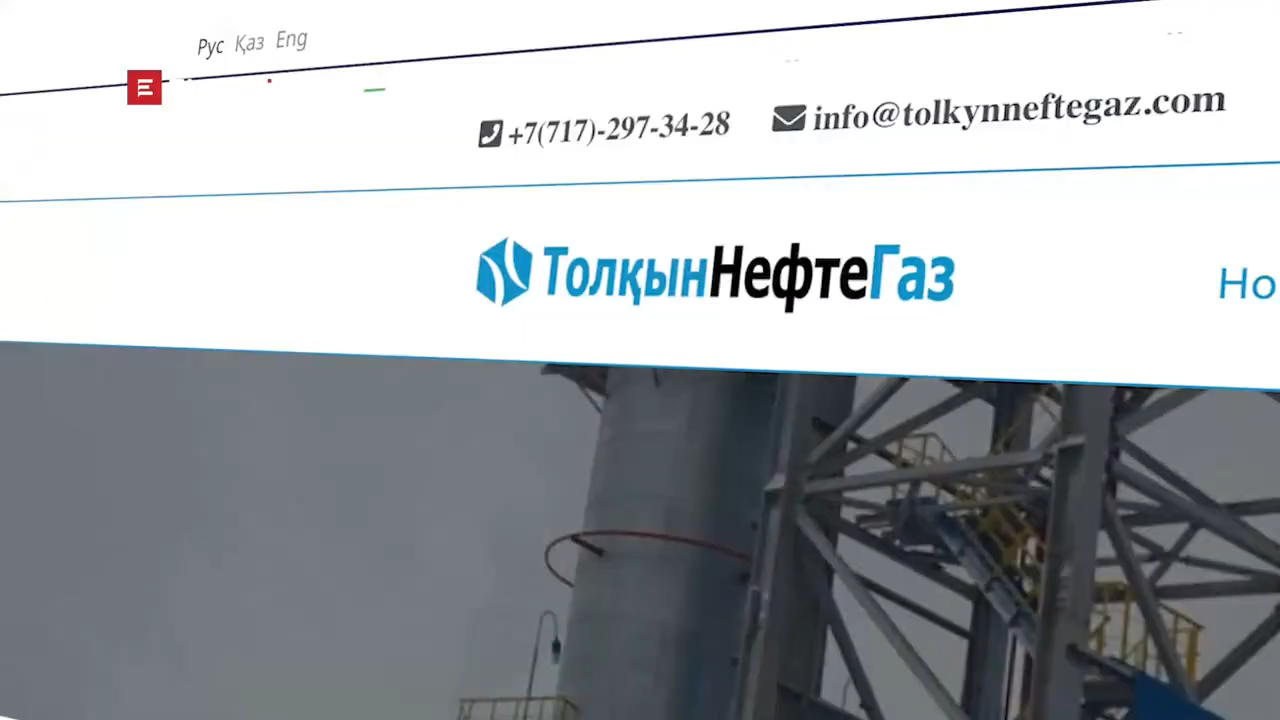 Рус Қаз Eng
+7(717)-297-34-28 info@tolkynneftegaz.com
ТолқынНефтеГаз
Но